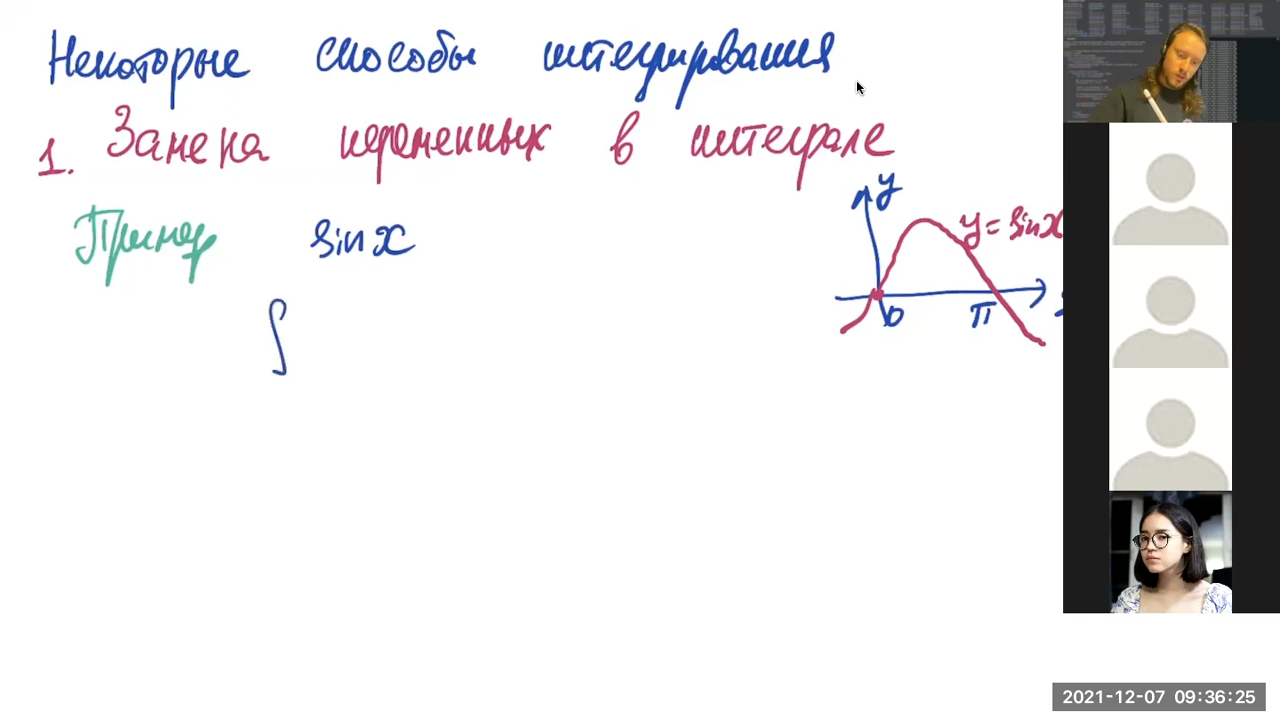 Некоторые способы интегрирования
1. Замена переменных в интеграле
Пример sin x
∫
y
y = sin x
0 π
2021-12-07 09:36:25